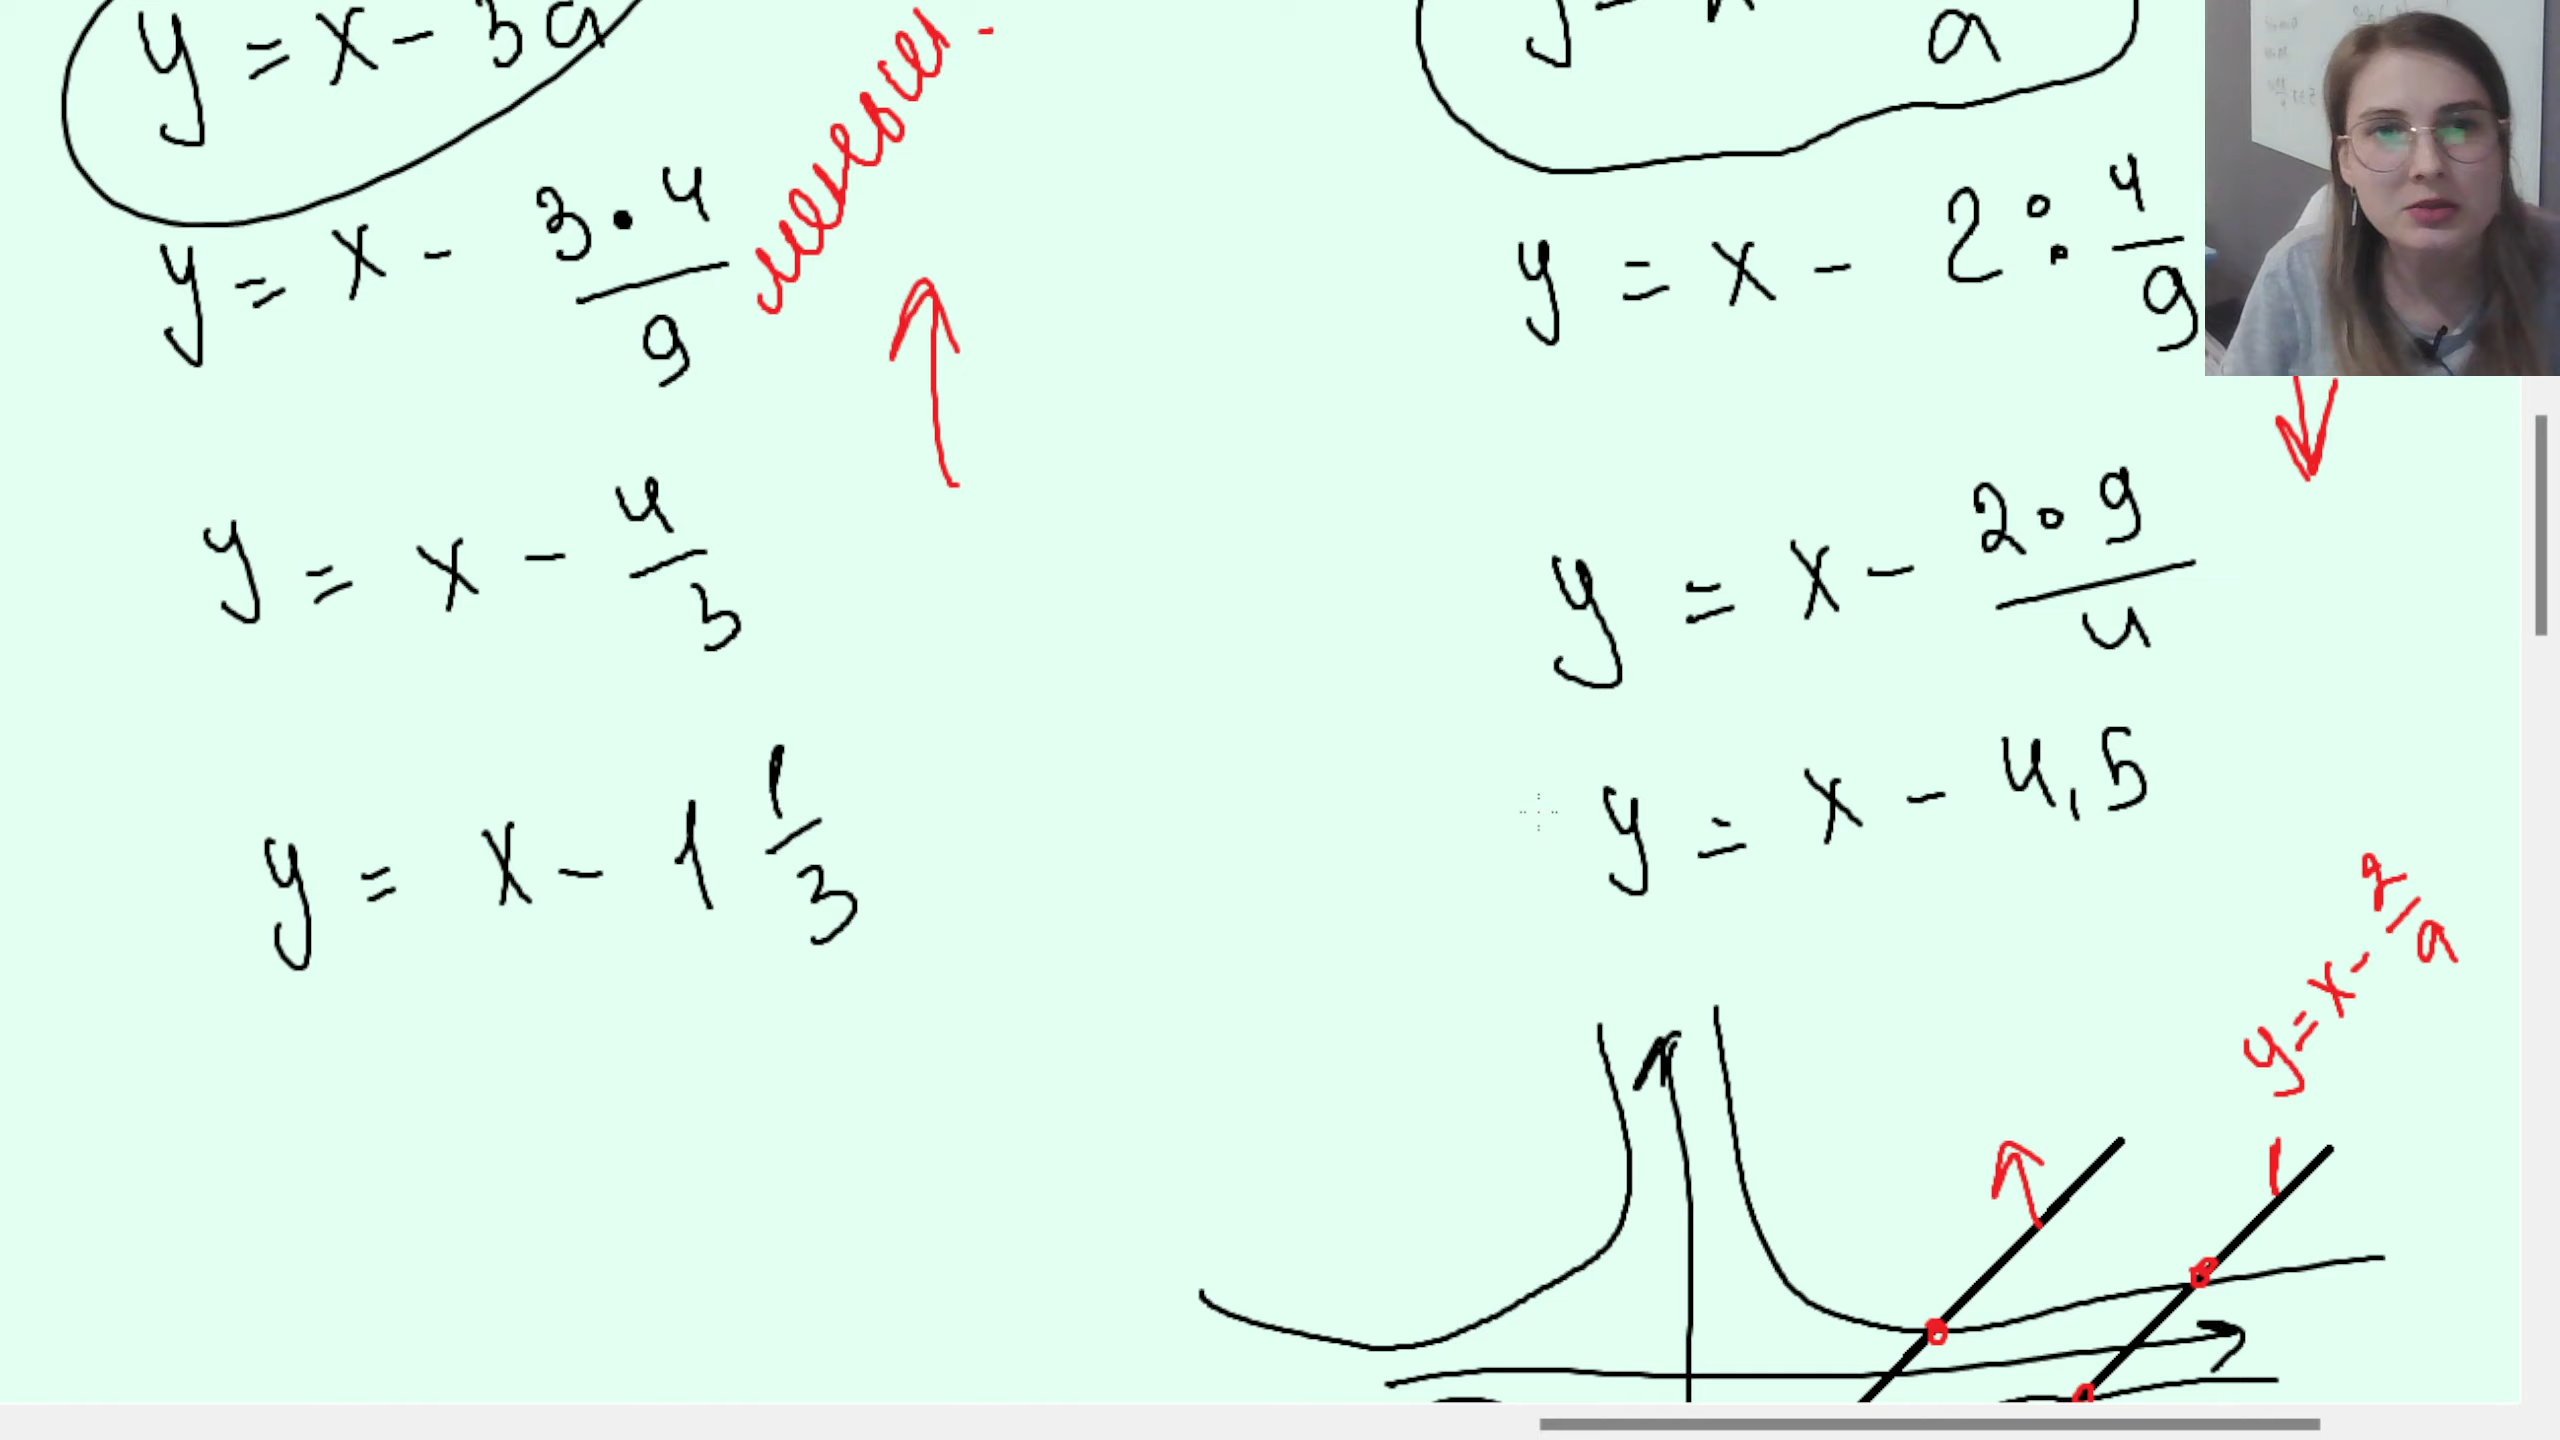 y = x - 3a
y = x - 3·4/9
меньш.
y = x - 4/3
y = x - 1 1/3
a
y = x - 2 : 4/9
y = x - 2·9/4
y = x - 4,5
y = x - 2/a